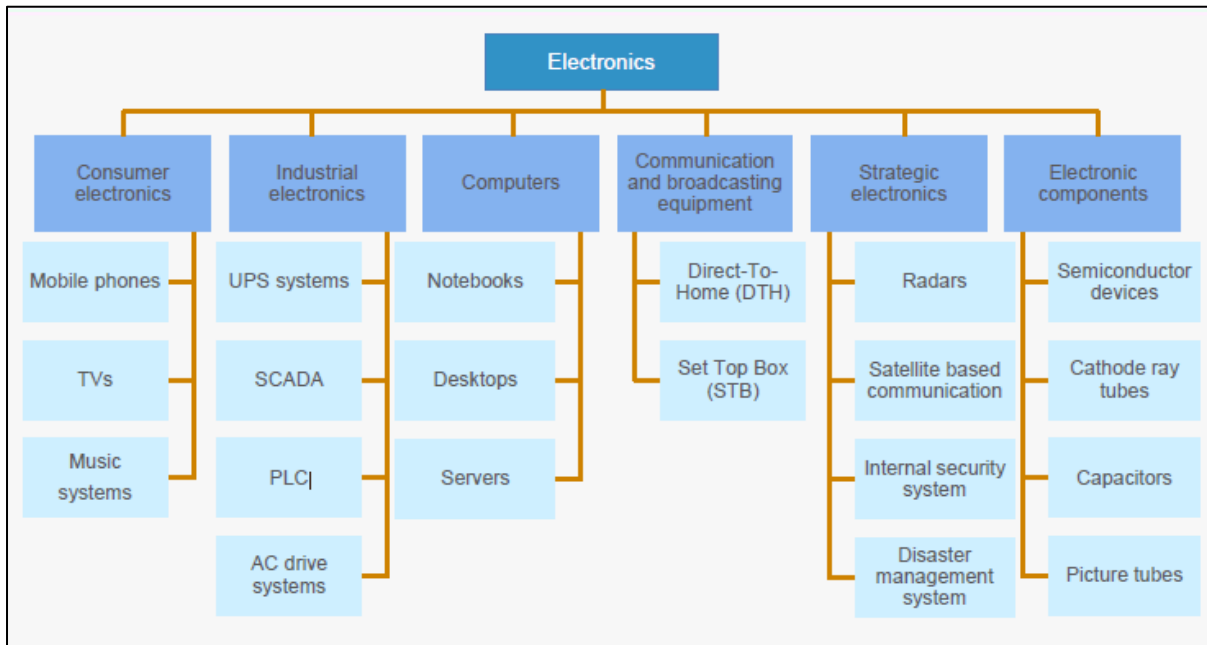 Electronics
Consumer
electronics
Industrial
electronics
Computers
Communication
and broadcasting
equipment
Strategic
electronics
Electronic
components
Mobile phones
TVs
Music
systems
UPS systems
SCADA
PLC
AC drive
systems
Notebooks
Desktops
Servers
Direct-To-
Home (DTH)
Set Top Box
(STB)
Radars
Satellite based
communication
Internal security
system
Disaster
management
system
Semiconductor
devices
Cathode ray
tubes
Capacitors
Picture tubes